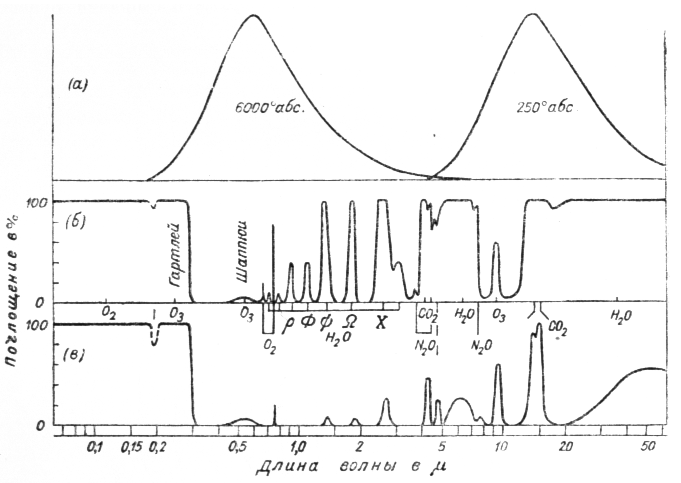 (а)
6000°абс.
250°абс
Поглощение в %
100
(б)
Гартлей
Шаппюи
0
O₂
O₃
O₃
O₂
ρ Φ ψ Ω X
H₂O
CO₂
N₂O
H₂O
N₂O
O₃
CO₂
H₂O
100
(в)
0
0,1 0,15 0,2 0,5 1,0 2 5 10 20 50
Длина волны в μ